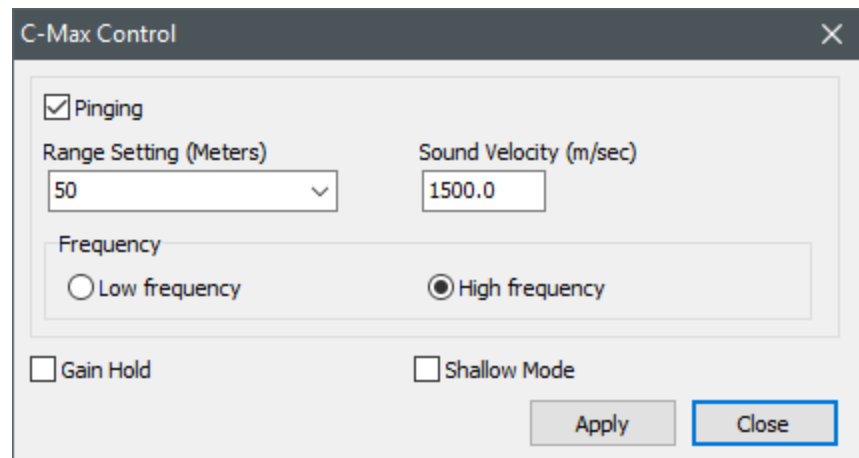 C-Max Control
Pinging
Range Setting (Meters)
Sound Velocity (m/sec)
50
1500.0
Frequency
Low frequency
High frequency
Gain Hold
Shallow Mode
Apply
Close